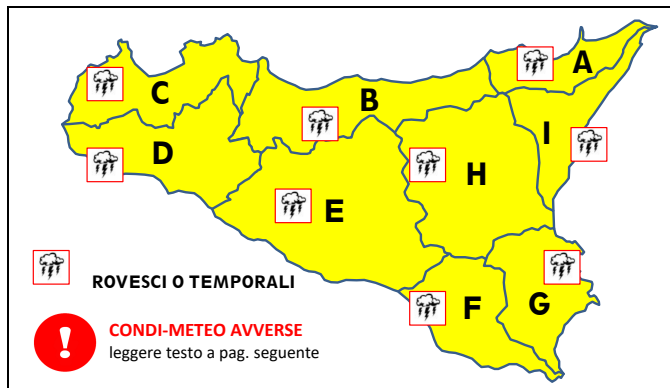 A
C
B
I
D
H
E
ROVESCI O TEMPORALI
F
G
!
CONDI-METEO AVVERSE
leggere testo a pag. seguente